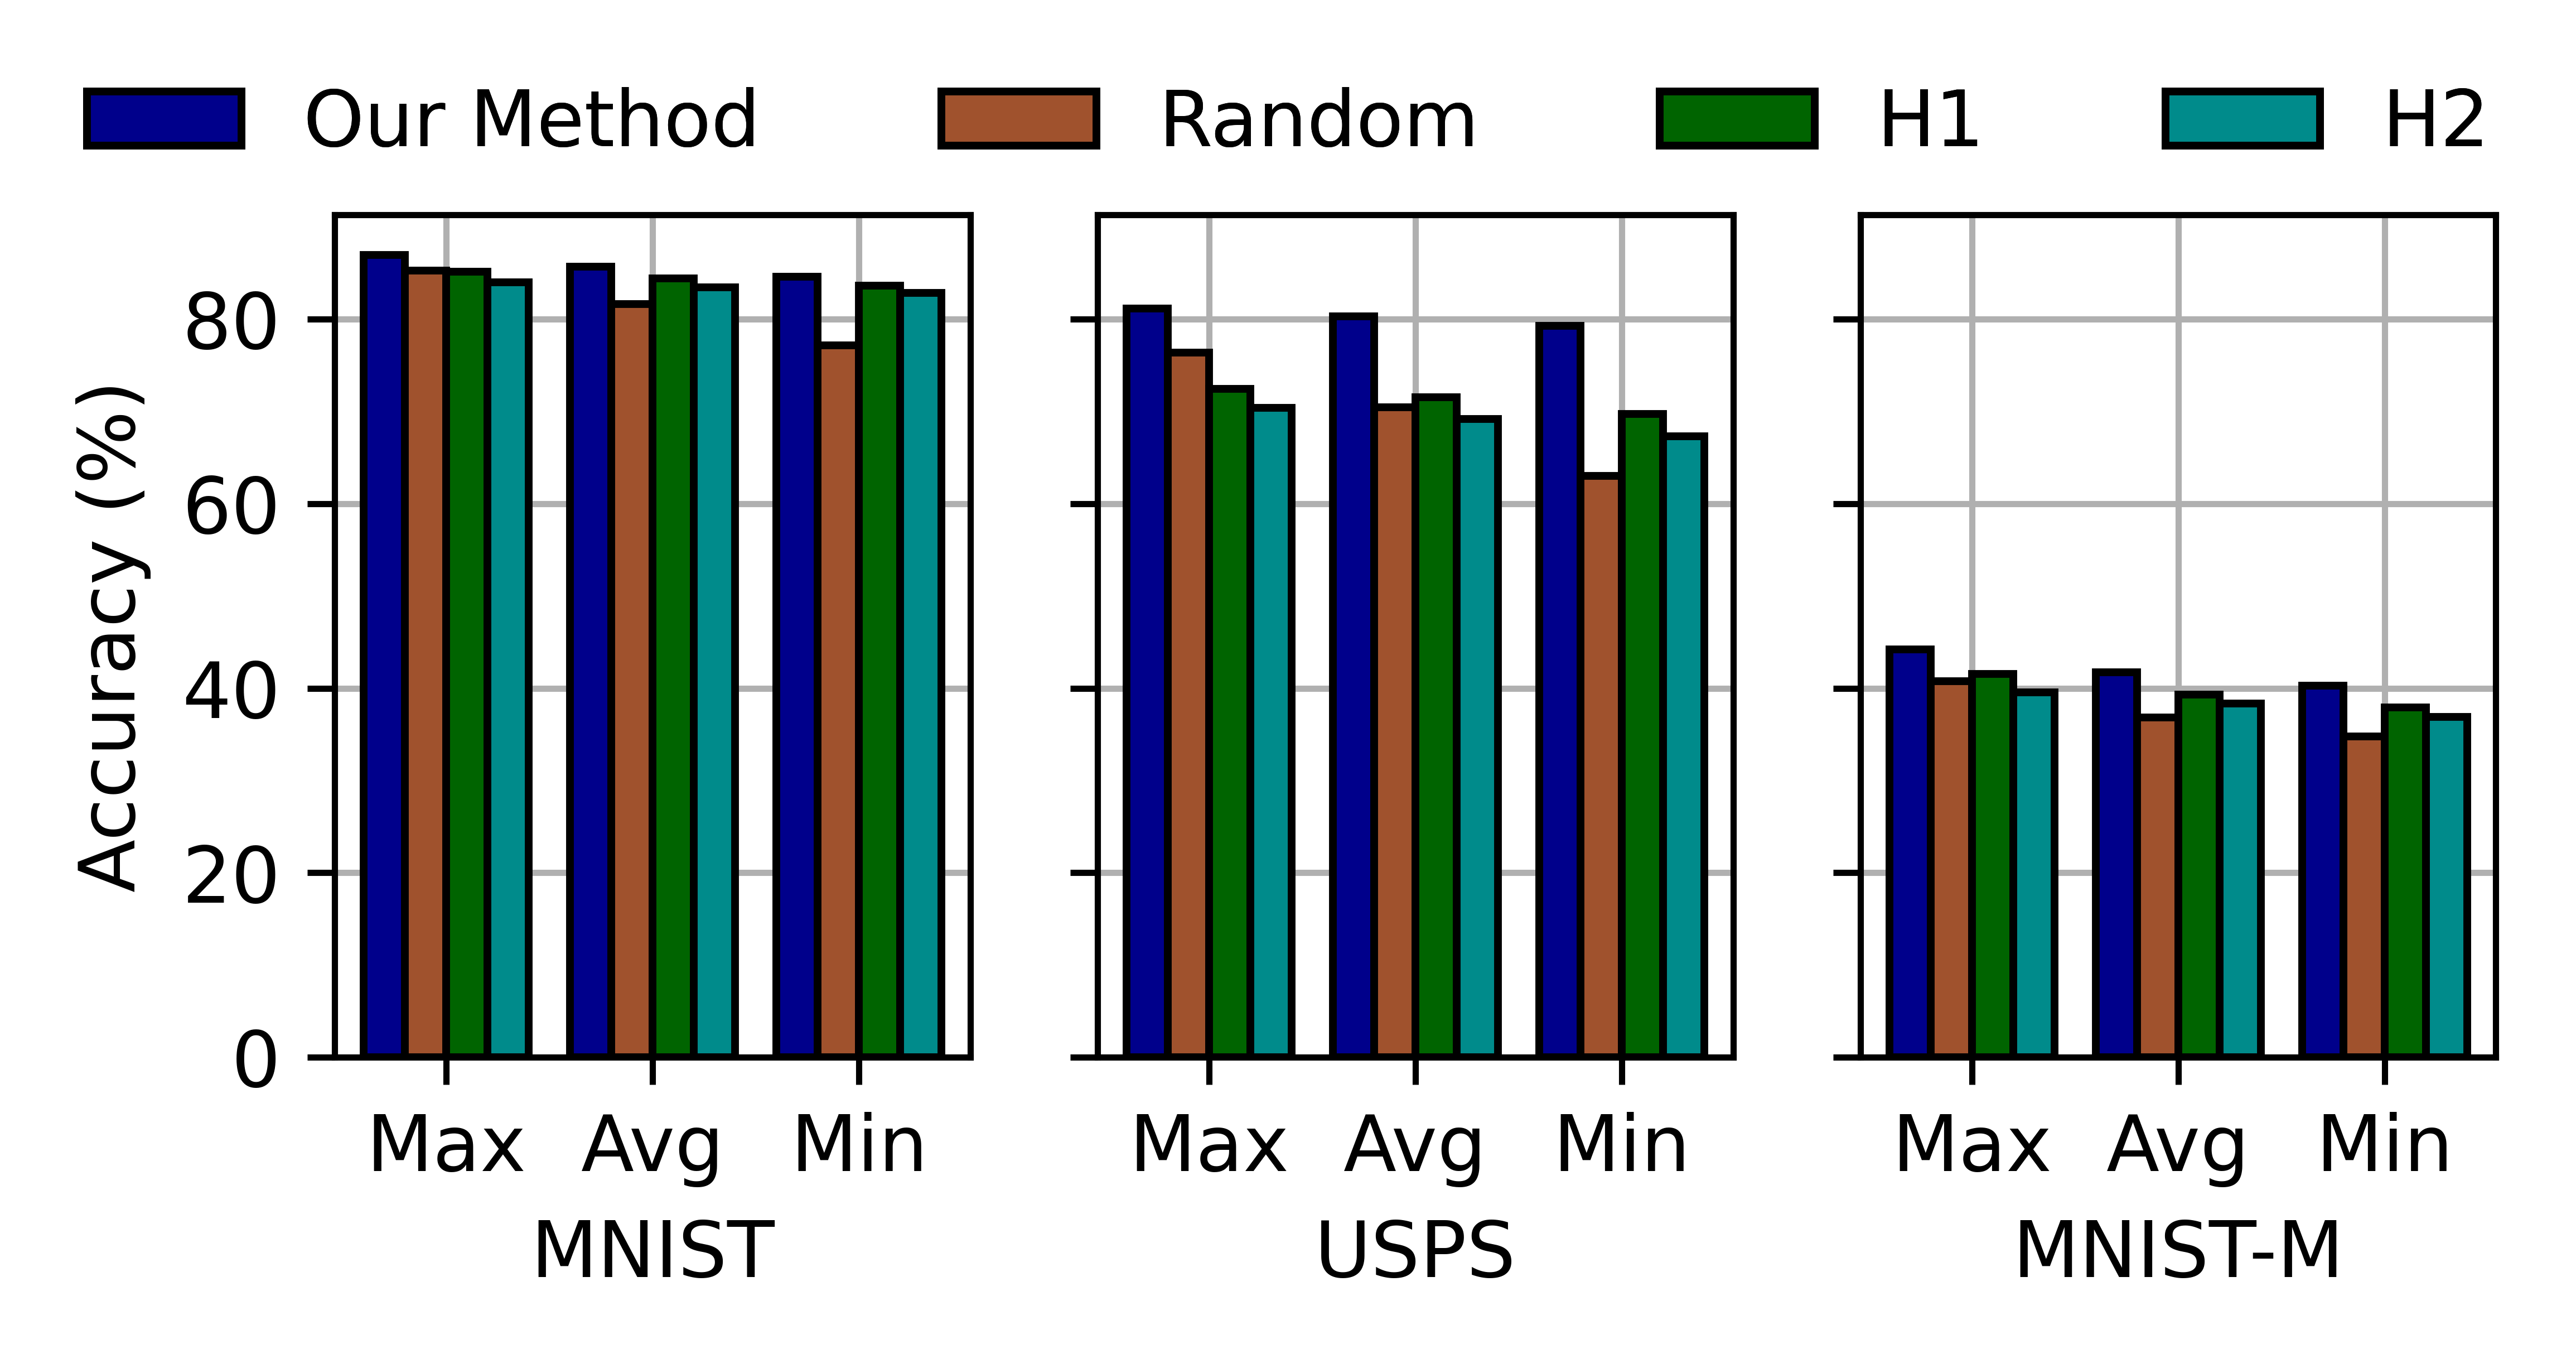 Our Method Random H1 H2
Accuracy (%)
80
60
40
20
0
Max Avg Min
MNIST
Max Avg Min
USPS
Max Avg Min
MNIST-M